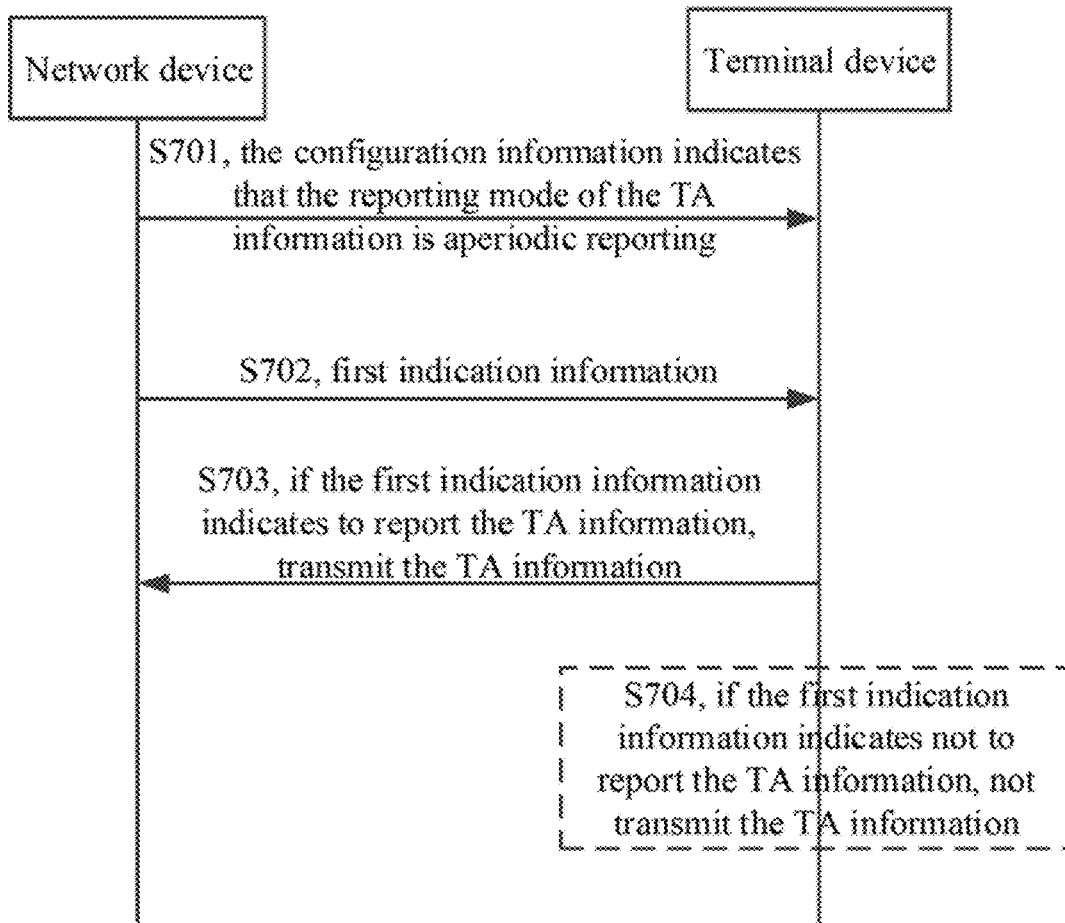 Network device
Terminal device
S701, the configuration information indicates
that the reporting mode of the TA
information is aperiodic reporting
S702, first indication information
S703, if the first indication information
indicates to report the TA information,
transmit the TA information
S704, if the first indication
information indicates not to
report the TA information, not
transmit the TA information